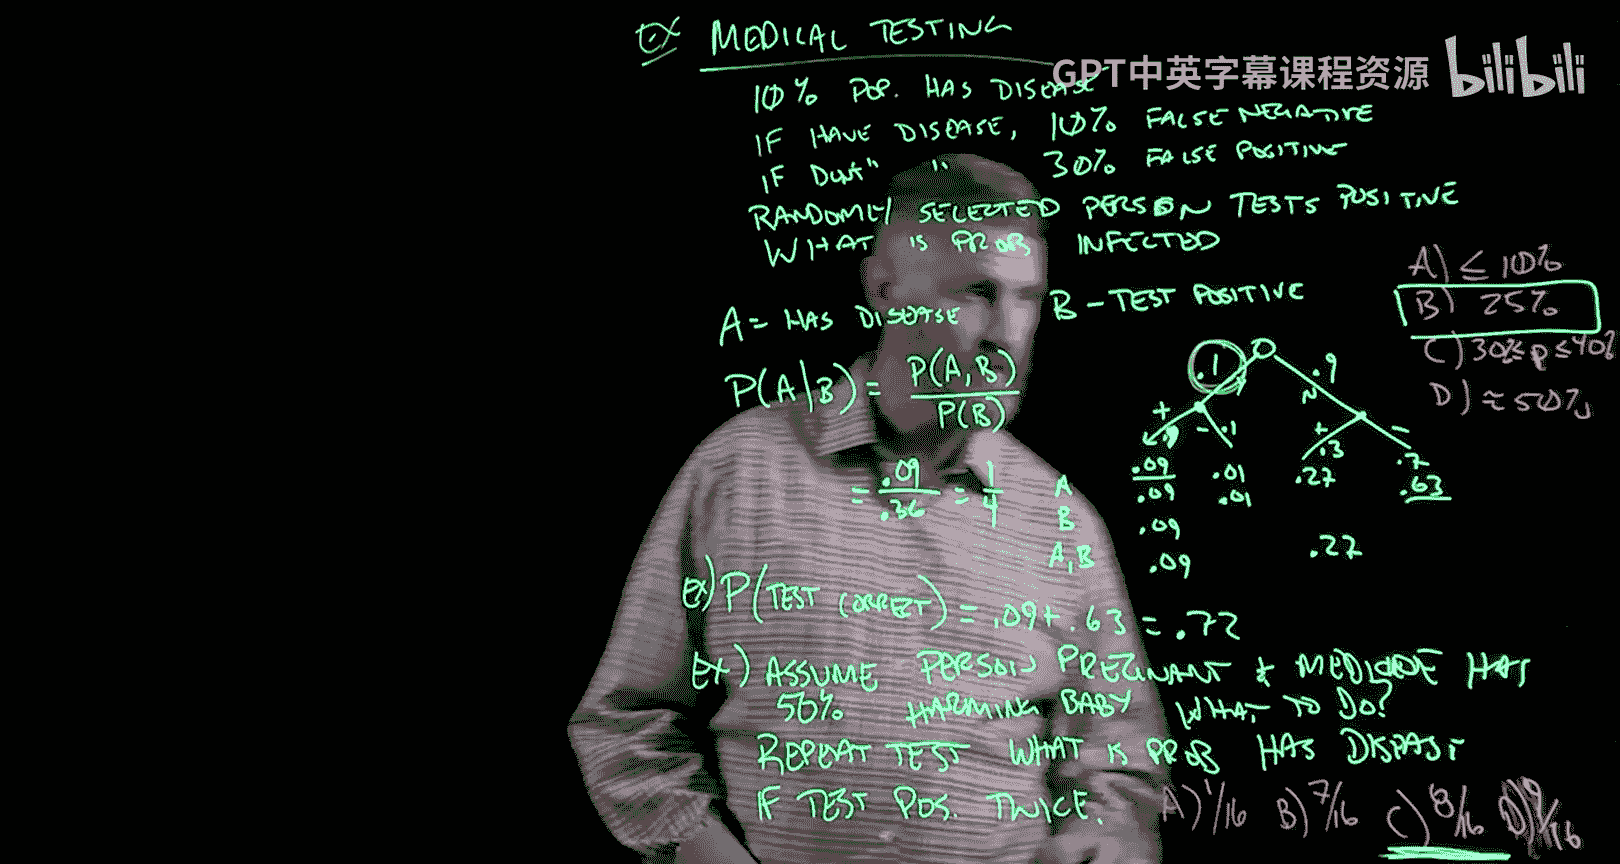 EX MEDICAL TESTING
GPT中英字幕课程资源 bilibili
10% POP. HAS DISEASE
IF HAVE DISEASE, 10% FALSE NEGATIVE
IF DONT " " 30% FALSE POSITIVE
RANDOMLY SELECTED PERSON TESTS POSITIVE
WHAT IS PROB INFECTED
A) ≤ 10%
B) 25%
C) 30≤ p ≤ 40%
D) ≈ 50%
A = HAS DISEASE B - TEST POSITIVE
P(A|B) = P(A,B) / P(B)
.1 .9
+ - .1 + .3 - .7
.09 .01 .27 .63
= .09 / .36 = 1/4
A .09 .01
B .09 .27
A,B .09
EX) P(TEST CORRECT) = .09 + .63 = .72
EX) ASSUME PERSON PREGNANT & MEDICINE HAS
50% HARMING BABY WHAT TO DO?
REPEAT TEST WHAT IS PROB HAS DISEASE
IF TEST POS. TWICE.
A) 1/16 B) 7/16 C) 8/16 D) 9/16